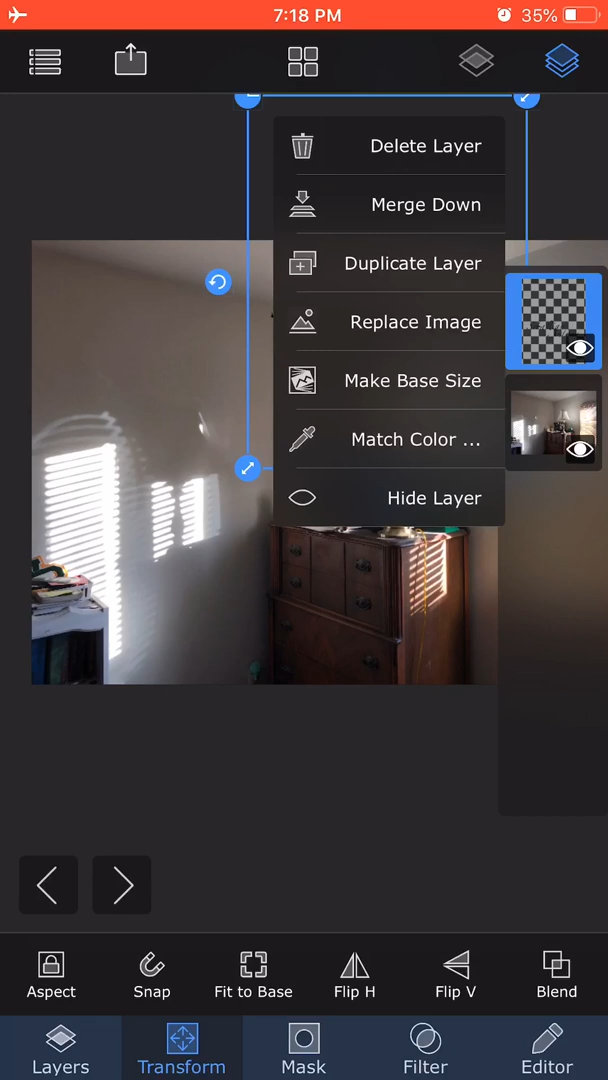 7:18 PM
35%
Delete Layer
Merge Down
Duplicate Layer
Replace Image
Make Base Size
Match Color ...
Hide Layer
Aspect
Snap
Fit to Base
Flip H
Flip V
Blend
Layers
Transform
Mask
Filter
Editor